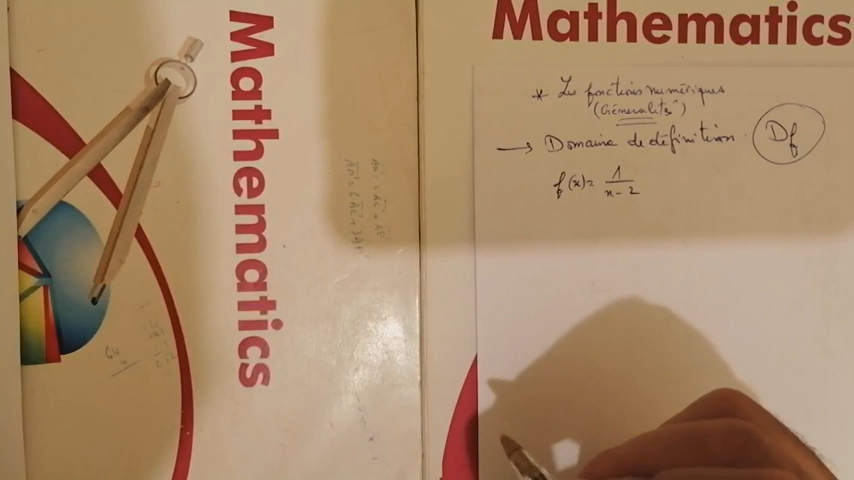 Mathematics
Mathematics
* Les fonctions numériques
(Généralités)
→ Domaine de définition : Df
f(x) = 1/(x-2)